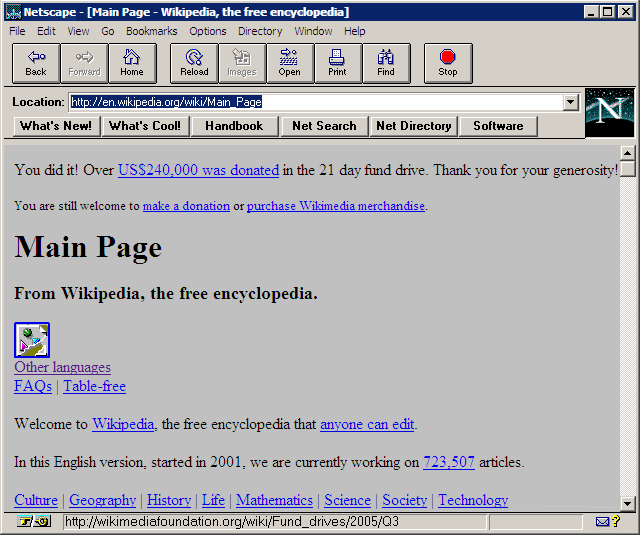 Netscape - [Main Page - Wikipedia, the free encyclopedia]
File Edit View Go Bookmarks Options Directory Window Help
Back Forward Home Reload Images Open Print Find Stop
Location: http://en.wikipedia.org/wiki/Main_Page
N
What's New! What's Cool! Handbook Net Search Net Directory Software
You did it! Over US$240,000 was donated in the 21 day fund drive. Thank you for your generosity!
You are still welcome to make a donation or purchase Wikimedia merchandise.
Main Page
From Wikipedia, the free encyclopedia.
Other languages
FAQs | Table-free
Welcome to Wikipedia, the free encyclopedia that anyone can edit.
In this English version, started in 2001, we are currently working on 723,507 articles.
Culture | Geography | History | Life | Mathematics | Science | Society | Technology
http://wikimediafoundation.org/wiki/Fund_drives/2005/Q3
?